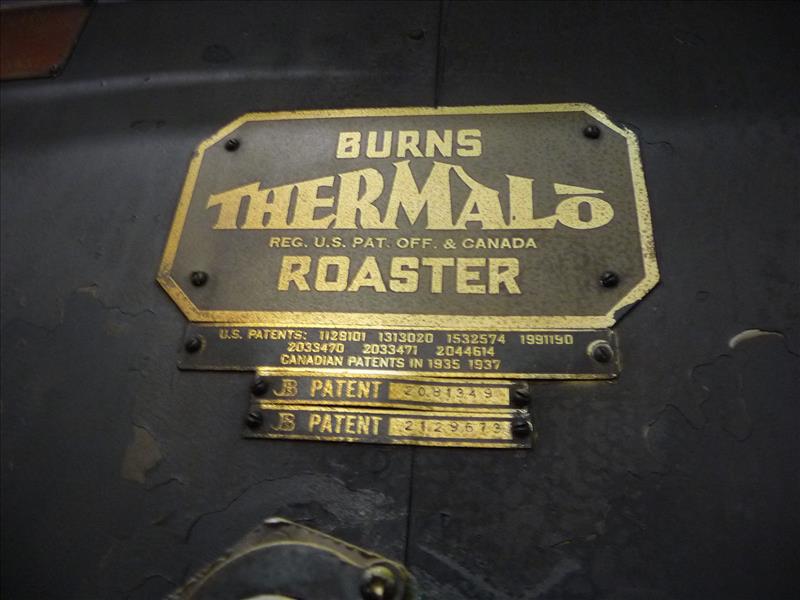 BURNS
THERMALŌ
REG. U.S. PAT. OFF. & CANADA
ROASTER
U.S. PATENTS: 1128101 1313020 1532574 1991190
2033470 2033471 2044614
CANADIAN PATENTS IN 1935 1937
JB PATENT 2081349
JB PATENT 2129673